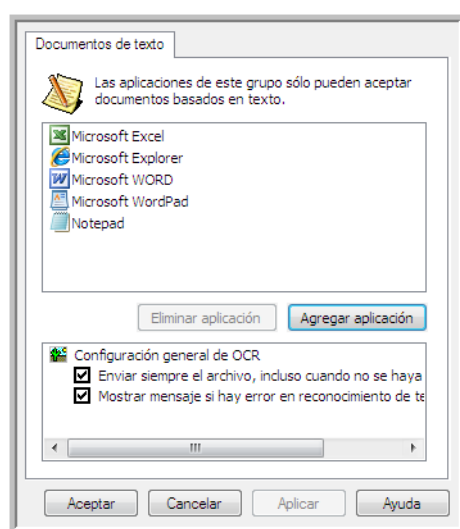 Documentos de texto
Las aplicaciones de este grupo sólo pueden aceptar
documentos basados en texto.
Microsoft Excel
Microsoft Explorer
Microsoft WORD
Microsoft WordPad
Notepad
Eliminar aplicación Agregar aplicación
Configuración general de OCR
Enviar siempre el archivo, incluso cuando no se haya
Mostrar mensaje si hay error en reconocimiento de te
Aceptar Cancelar Aplicar Ayuda